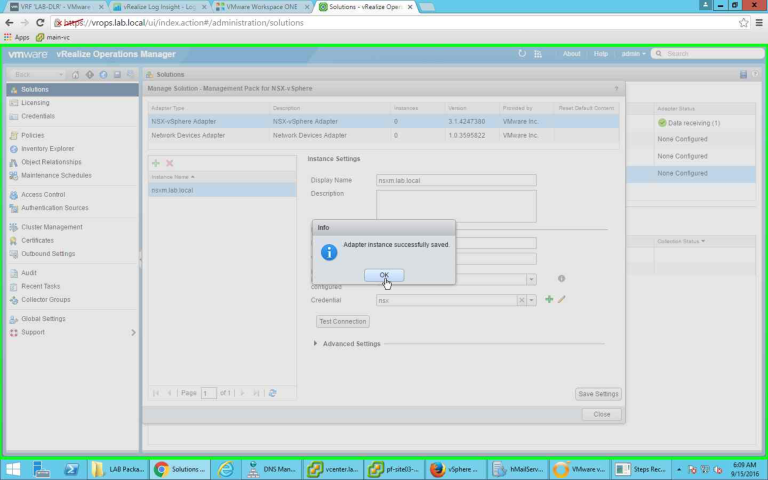 VRF 'LAB-DLR' - VMwarv
vRealize Log Insight - Log
VMware Workspace ONE
Solutions - vRealize Oper
https://vrops.lab.local/ui/index.action#/administration/solutions
Apps main-vc
vmware vRealize Operations Manager
About Help admin Search
Back
Solutions
Licensing
Credentials
Policies
Inventory Explorer
Object Relationships
Maintenance Schedules
Access Control
Authentication Sources
Cluster Management
Certificates
Outbound Settings
Audit
Recent Tasks
Collector Groups
Global Settings
Support
Solutions
Manage Solution - Management Pack for NSX-vSphere ?
Adapter Type Description Instances Version Provided by Reset Default Content
NSX-vSphere Adapter NSX-vSphere Adapter 0 3.1.4247380 VMware Inc.
Network Devices Adapter Network Devices Adapter 0 1.0.3595822 VMware Inc.
Adapter Status
Data receiving (1)
None Configured
None Configured
None Configured
Collection Status
Instance Name
nsxm.lab.local
Instance Settings
Display Name nsxm.lab.local
Description
Info
Adapter instance successfully saved
OK
configured
Credential nsx
Test Connection
Advanced Settings
Page 1 of 1
Save Settings
Close
LAB Packa...
Solutions ...
DNS Man...
vcenter.la...
pf-site03-...
vSphere ...
hMailServ...
VMware v...
Steps Rec...
6:09 AM
9/15/2016